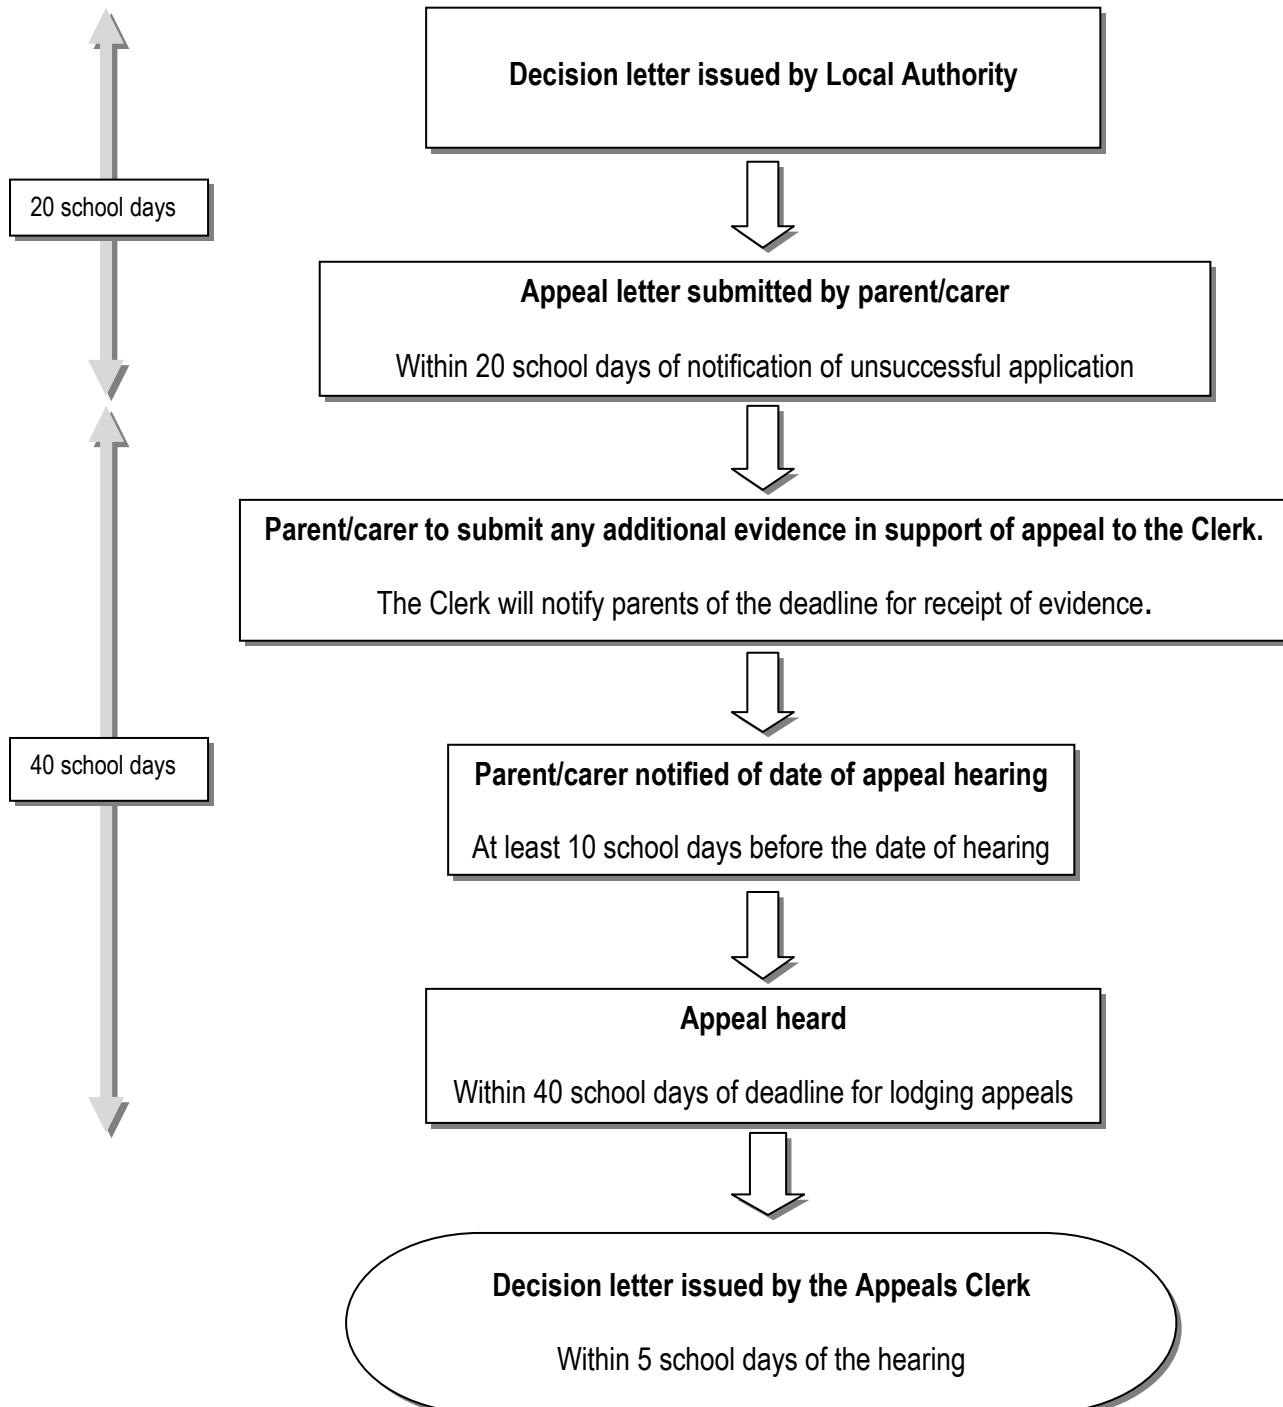 Decision letter issued by Local Authority
20 school days
Appeal letter submitted by parent/carer
Within 20 school days of notification of unsuccessful application
Parent/carer to submit any additional evidence in support of appeal to the Clerk.
The Clerk will notify parents of the deadline for receipt of evidence.
40 school days
Parent/carer notified of date of appeal hearing
At least 10 school days before the date of hearing
Appeal heard
Within 40 school days of deadline for lodging appeals
Decision letter issued by the Appeals Clerk
Within 5 school days of the hearing